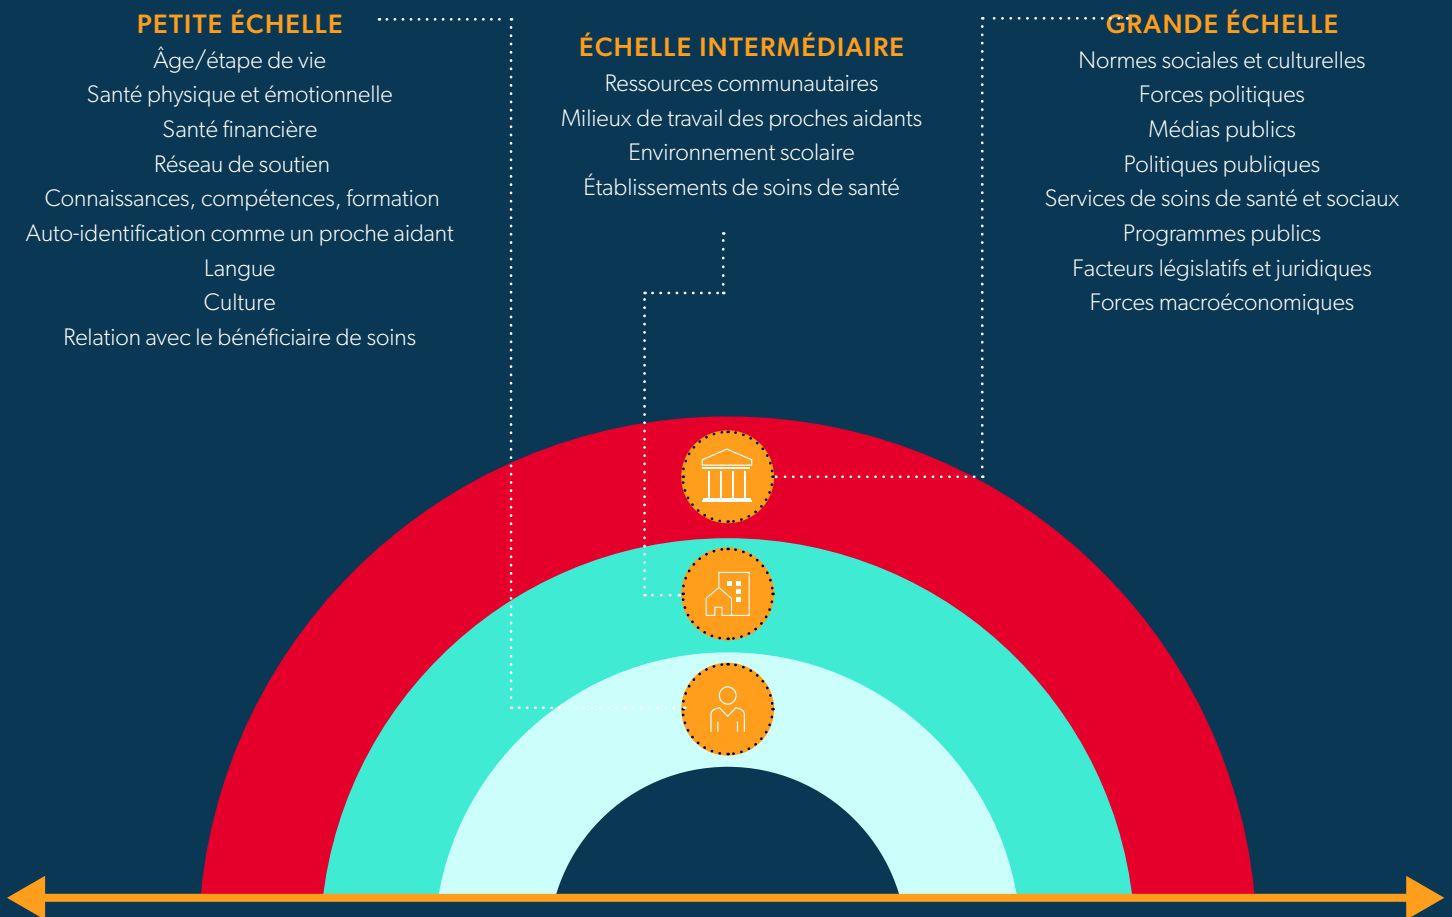 PETITE ÉCHELLE
Âge/étape de vie
Santé physique et émotionnelle
Santé financière
Réseau de soutien
Connaissances, compétences, formation
Auto-identification comme un proche aidant
Langue
Culture
Relation avec le bénéficiaire de soins
ÉCHELLE INTERMÉDIAIRE
Ressources communautaires
Milieux de travail des proches aidants
Environnement scolaire
Établissements de soins de santé
GRANDE ÉCHELLE
Normes sociales et culturelles
Forces politiques
Médias publics
Politiques publiques
Services de soins de santé et sociaux
Programmes publics
Facteurs législatifs et juridiques
Forces macroéconomiques